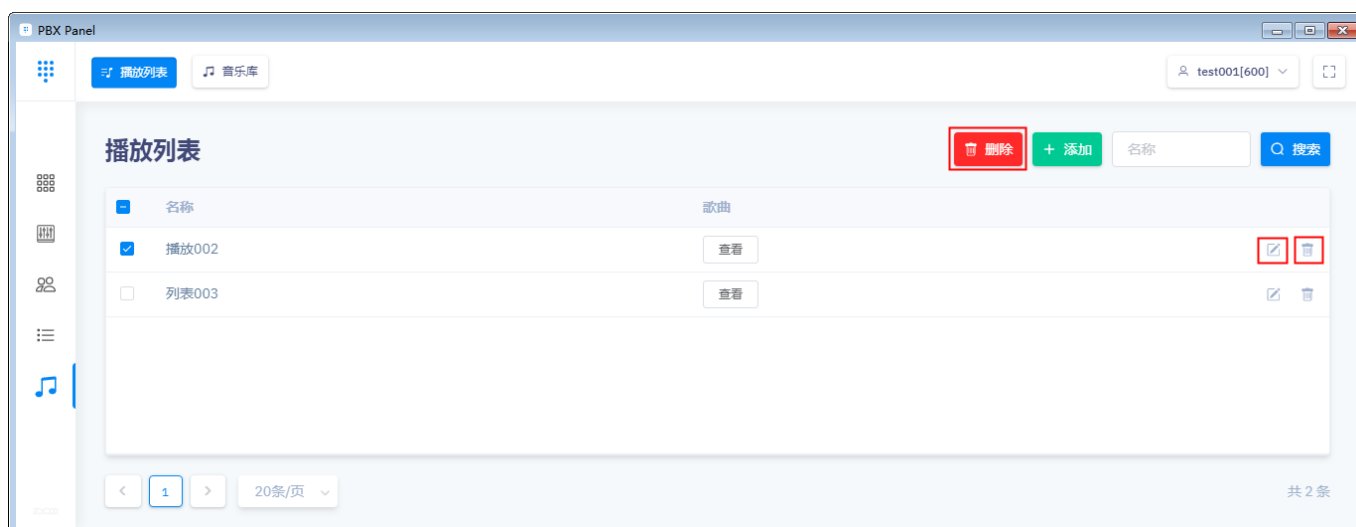 PBX Panel
播放列表
音乐库
test001[600]
播放列表
删除
+ 添加
名称
搜索
名称
歌曲
播放002
查看
列表003
查看
1
20条/页
共 2 条